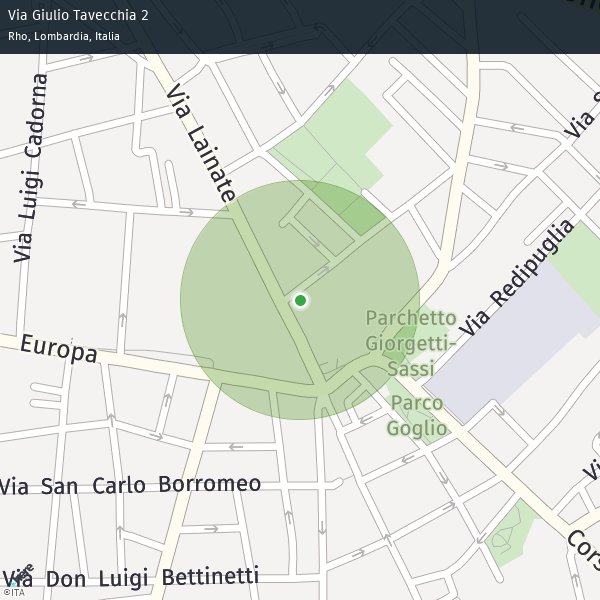 Via Giulio Tavecchia 2
Rho, Lombardia, Italia
Via Luigi Cadorna
Via Lainate
Via Redipuglia
Europa
Parchetto
Giorgetti-
Sassi
Parco
Goglio
Via San Carlo Borromeo
Via Don Luigi Bettinetti
©ITA